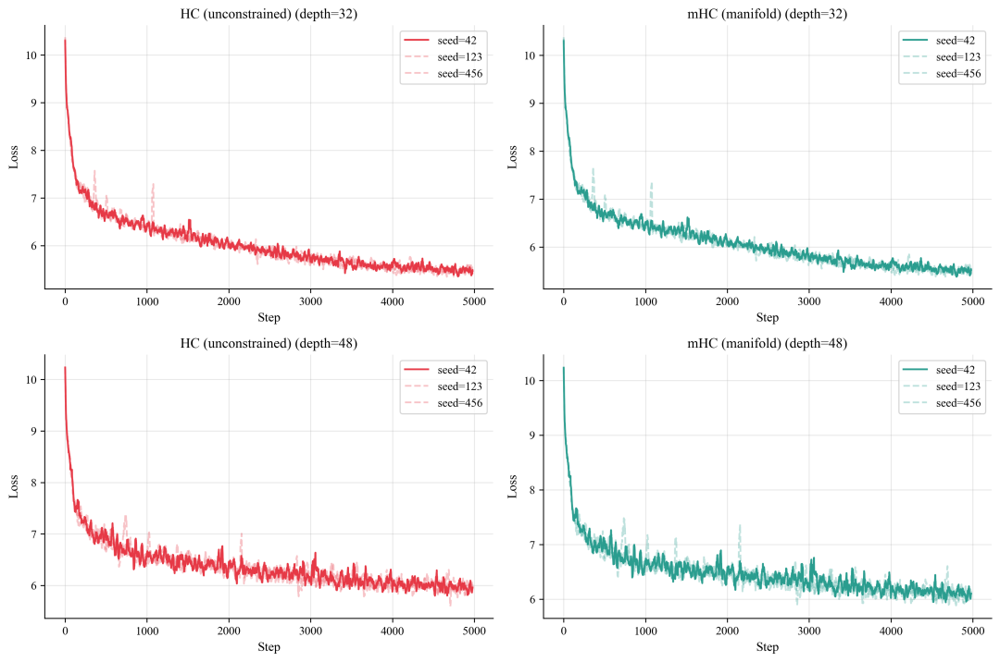 HC (unconstrained) (depth=32)
10
9
8
7
6
Loss
0
1000
2000
3000
4000
5000
Step
seed=42
seed=123
seed=456
mHC (manifold) (depth=32)
10
9
8
7
6
Loss
0
1000
2000
3000
4000
5000
Step
seed=42
seed=123
seed=456
HC (unconstrained) (depth=48)
10
9
8
7
6
Loss
0
1000
2000
3000
4000
5000
Step
seed=42
seed=123
seed=456
mHC (manifold) (depth=48)
10
9
8
7
6
Loss
0
1000
2000
3000
4000
5000
Step
seed=42
seed=123
seed=456